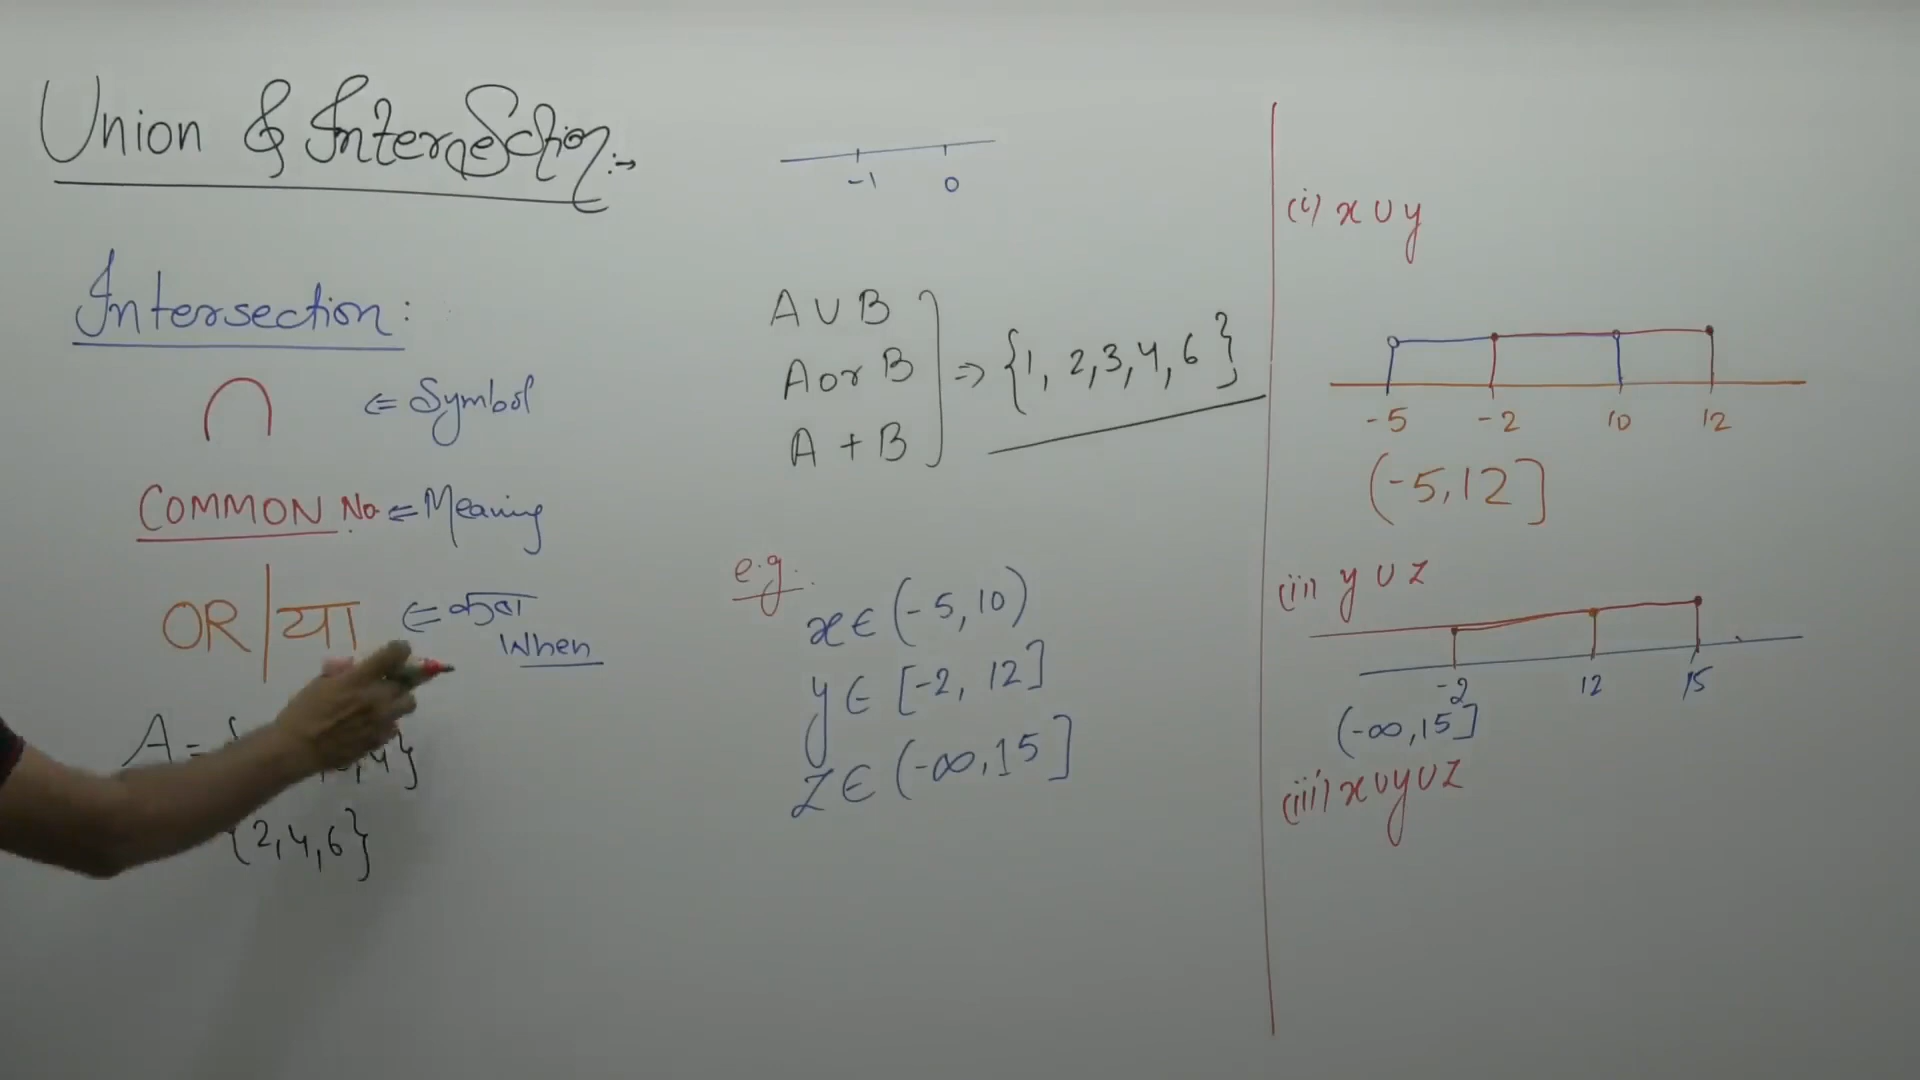 Union & Intersection :→
Intersection :
∩ ⇐ Symbol
COMMON No. ⇐ Meaning
OR | या ⇐ कब
When
A = { ,4}
{2,4,6}
-1 0
A ∪ B
A or B
A + B
⇒ {1, 2,3,4,6}
e.g.
x ∈ (-5,10)
y ∈ [-2, 12]
z ∈ (-∞,15]
(i) x ∪ y
-5 -2 10 12
(-5,12]
(ii) y ∪ z
-2 12 15
(-∞,15]
(iii) x ∪ y ∪ z